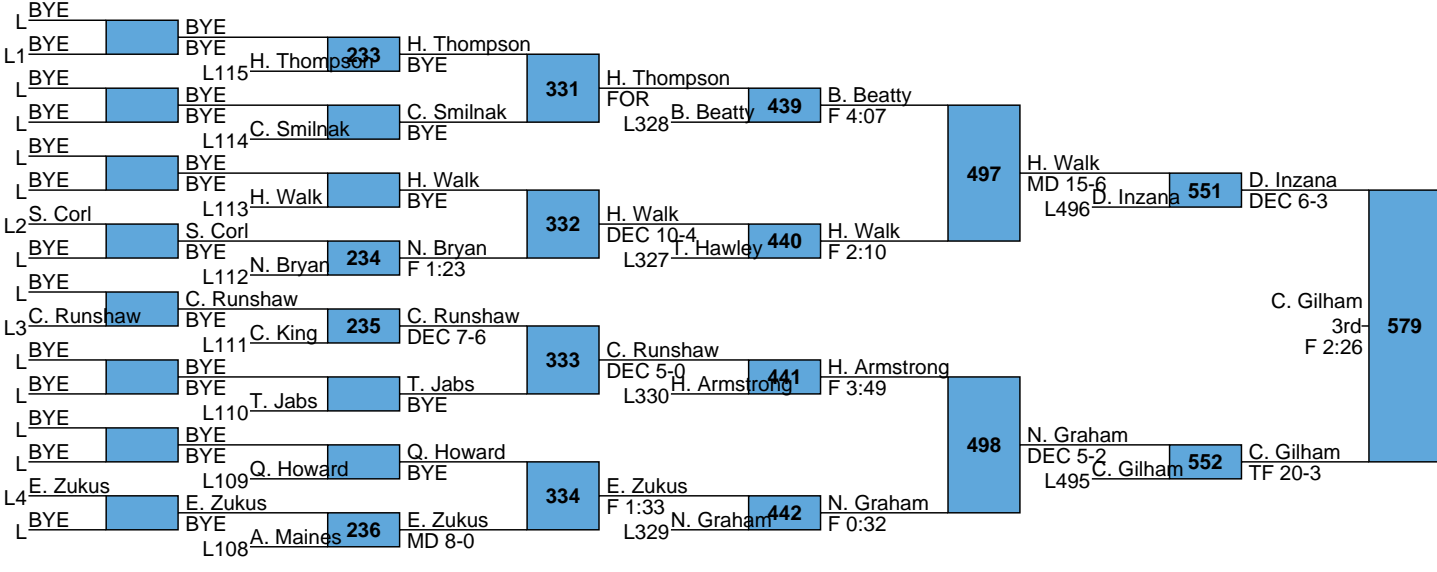 BYE
L
BYE
L1
BYE
BYE
L115
H. Thompson
233
H. Thompson
BYE
BYE
L
BYE
L
BYE
BYE
L114
C. Smilnak
C. Smilnak
BYE
331
H. Thompson
FOR
L328
B. Beatty
439
B. Beatty
F 4:07
BYE
L
BYE
L
BYE
BYE
L113
H. Walk
H. Walk
BYE
L2
S. Corl
BYE
L
S. Corl
BYE
L112
N. Bryan
234
N. Bryan
F 1:23
332
H. Walk
DEC 10-4
L327
T. Hawley
440
H. Walk
F 2:10
497
H. Walk
MD 15-6
L496
D. Inzana
551
D. Inzana
DEC 6-3
BYE
L
L3
C. Runshaw
C. Runshaw
BYE
L111
C. King
235
C. Runshaw
DEC 7-6
BYE
L
BYE
L
BYE
BYE
L110
T. Jabs
T. Jabs
BYE
333
C. Runshaw
DEC 5-0
L330
H. Armstrong
441
H. Armstrong
F 3:49
BYE
L
BYE
L
BYE
BYE
L109
Q. Howard
Q. Howard
BYE
L4
E. Zukus
BYE
L
E. Zukus
BYE
L108
A. Maines
236
E. Zukus
MD 8-0
334
E. Zukus
F 1:33
L329
N. Graham
442
N. Graham
F 0:32
498
N. Graham
DEC 5-2
L495
C. Gilham
552
C. Gilham
TF 20-3
C. Gilham
3rd
F 2:26
579